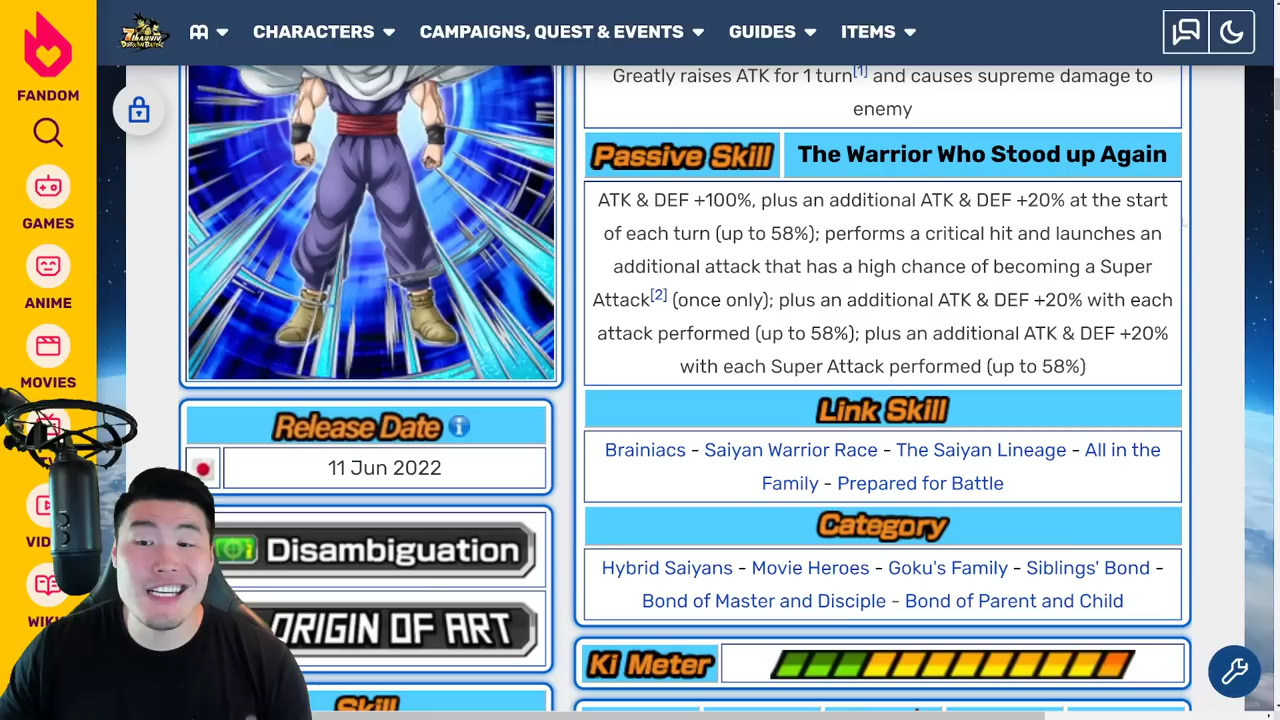 CHARACTERS
CAMPAIGNS, QUEST & EVENTS
GUIDES
ITEMS
FANDOM
GAMES
ANIME
MOVIES
VID
WIK
Greatly raises ATK for 1 turn[1] and causes supreme damage to
enemy
Passive Skill
The Warrior Who Stood up Again
ATK & DEF +100%, plus an additional ATK & DEF +20% at the start
of each turn (up to 58%); performs a critical hit and launches an
additional attack that has a high chance of becoming a Super
Attack[2] (once only); plus an additional ATK & DEF +20% with each
attack performed (up to 58%); plus an additional ATK & DEF +20%
with each Super Attack performed (up to 58%)
Link Skill
Brainiacs - Saiyan Warrior Race - The Saiyan Lineage - All in the
Family - Prepared for Battle
Category
Hybrid Saiyans - Movie Heroes - Goku's Family - Siblings' Bond -
Bond of Master and Disciple - Bond of Parent and Child
Ki Meter
Release Date
11 Jun 2022
Disambiguation
ORIGIN OF ART
Skill